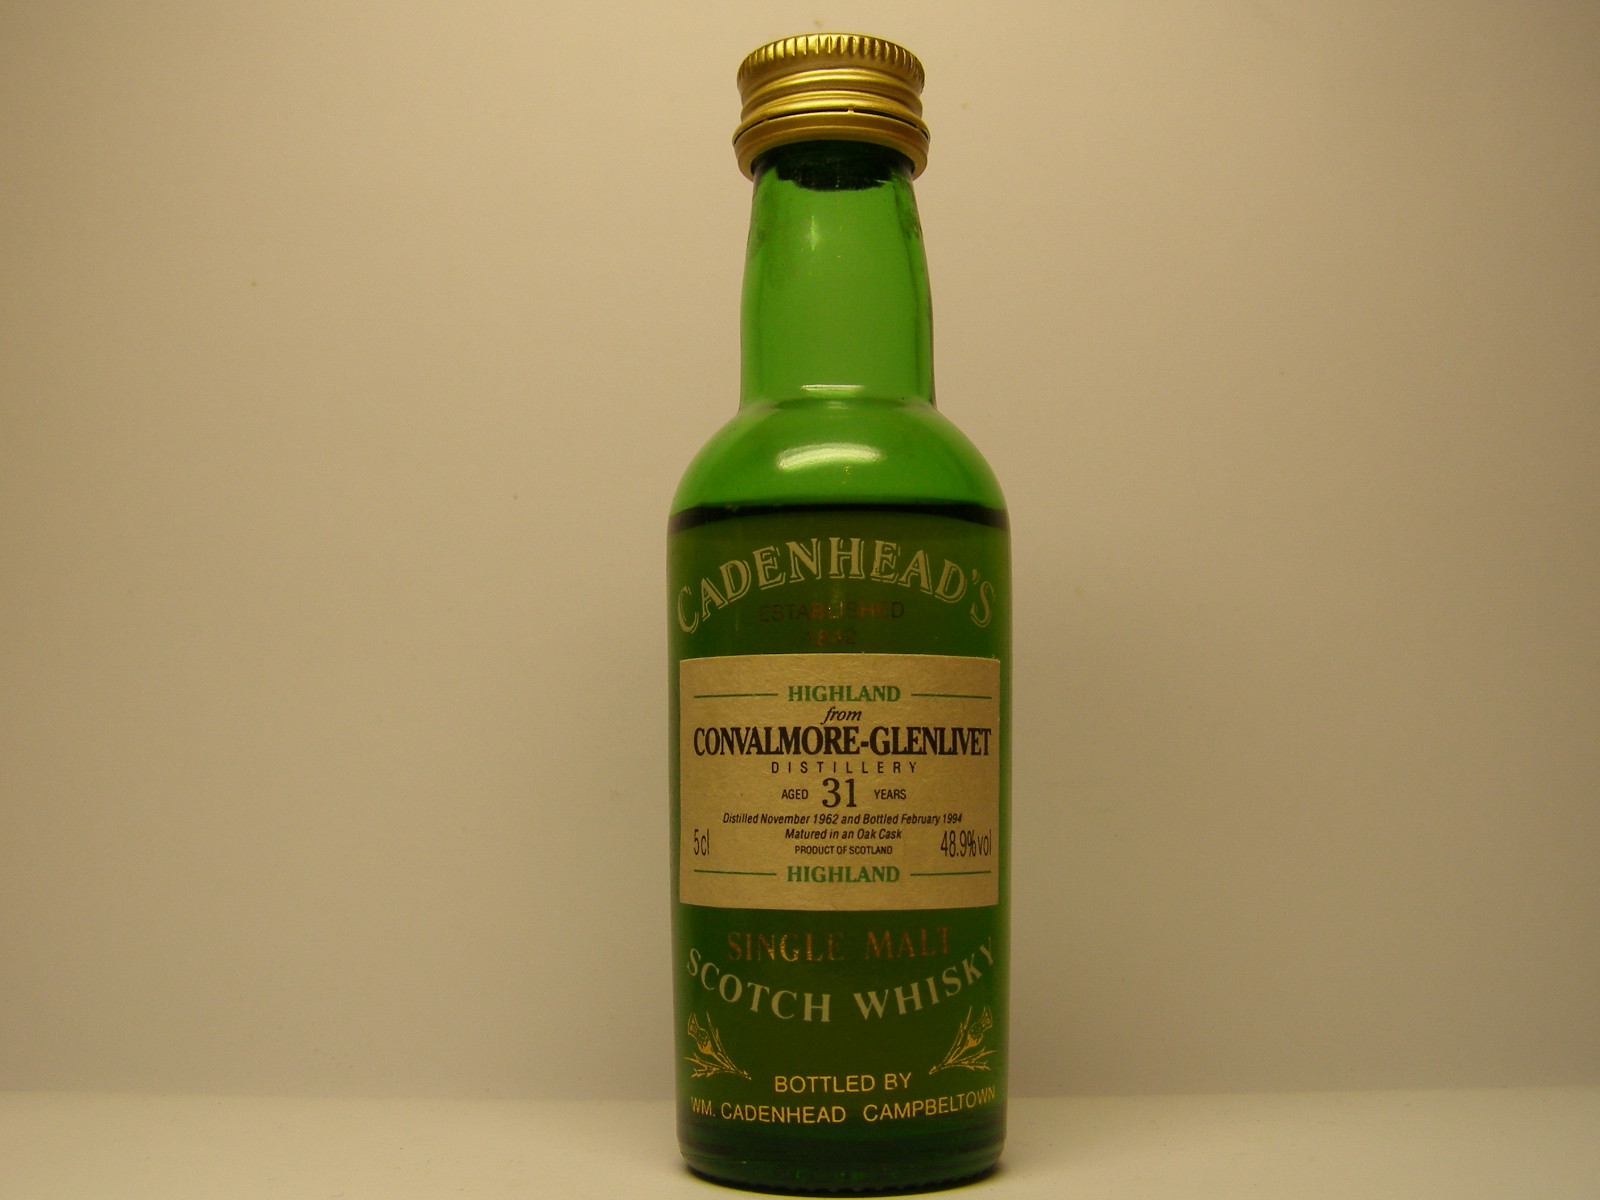 CADENHEAD'S
ESTABLISHED
1842
HIGHLAND
from
CONVALMORE-GLENLIVET
DISTILLERY
AGED 31 YEARS
Distilled November 1962 and Bottled February 1994
Matured in an Oak Cask
5cl PRODUCT OF SCOTLAND 48.9%vol
HIGHLAND
SINGLE MALT
SCOTCH WHISKY
BOTTLED BY
WM. CADENHEAD CAMPBELTOWN